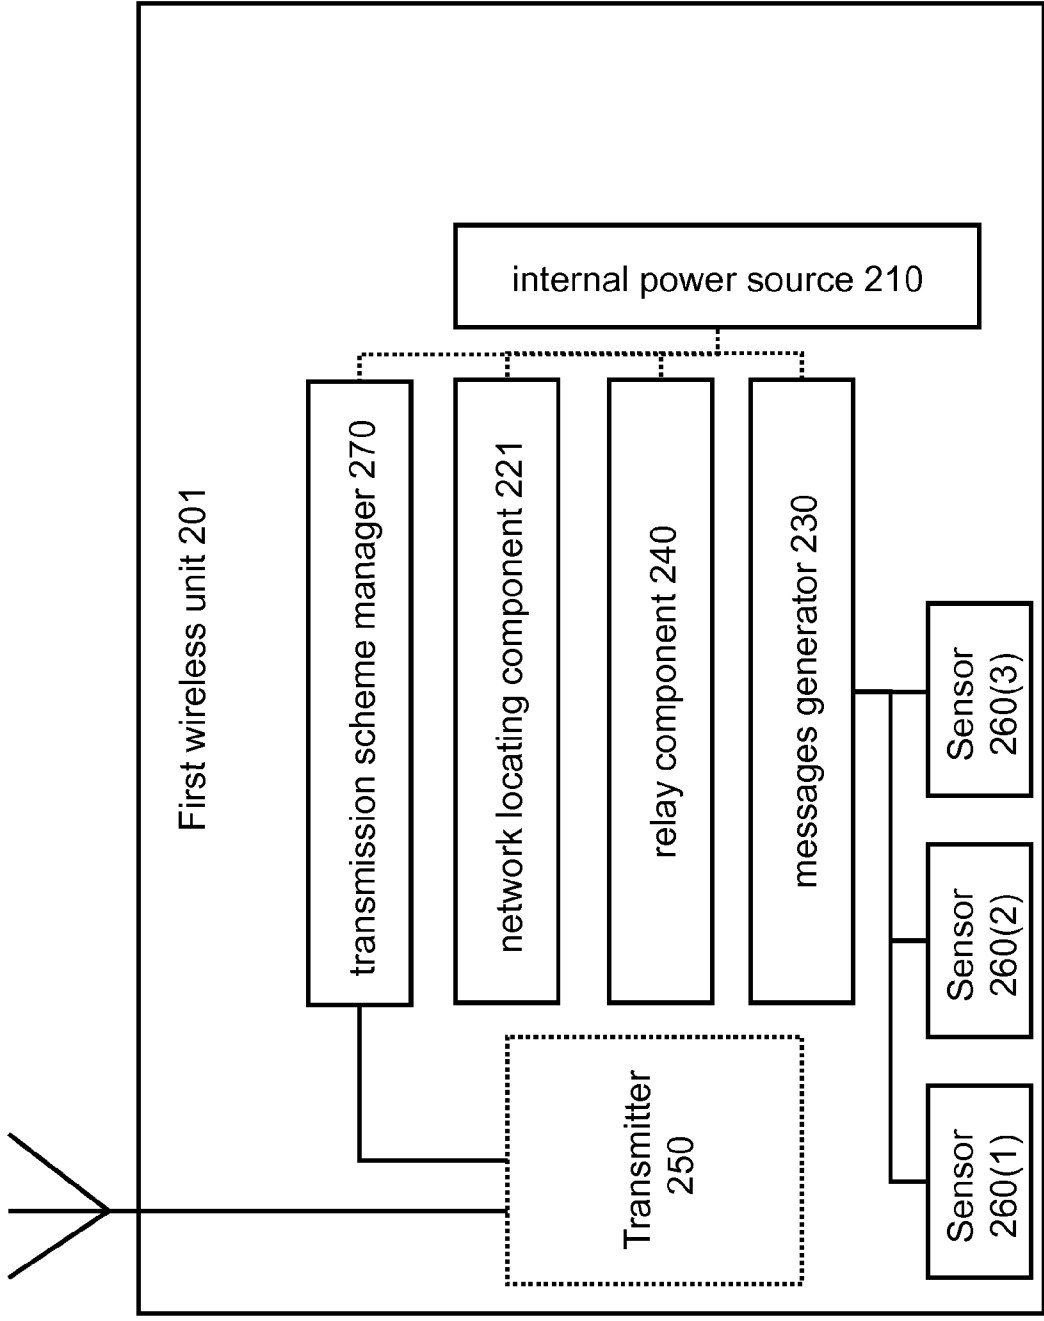 First wireless unit 201
transmission scheme manager 270
network locating component 221
relay component 240
messages generator 230
internal power source 210
Transmitter
250
Sensor
260(1)
Sensor
260(2)
Sensor
260(3)